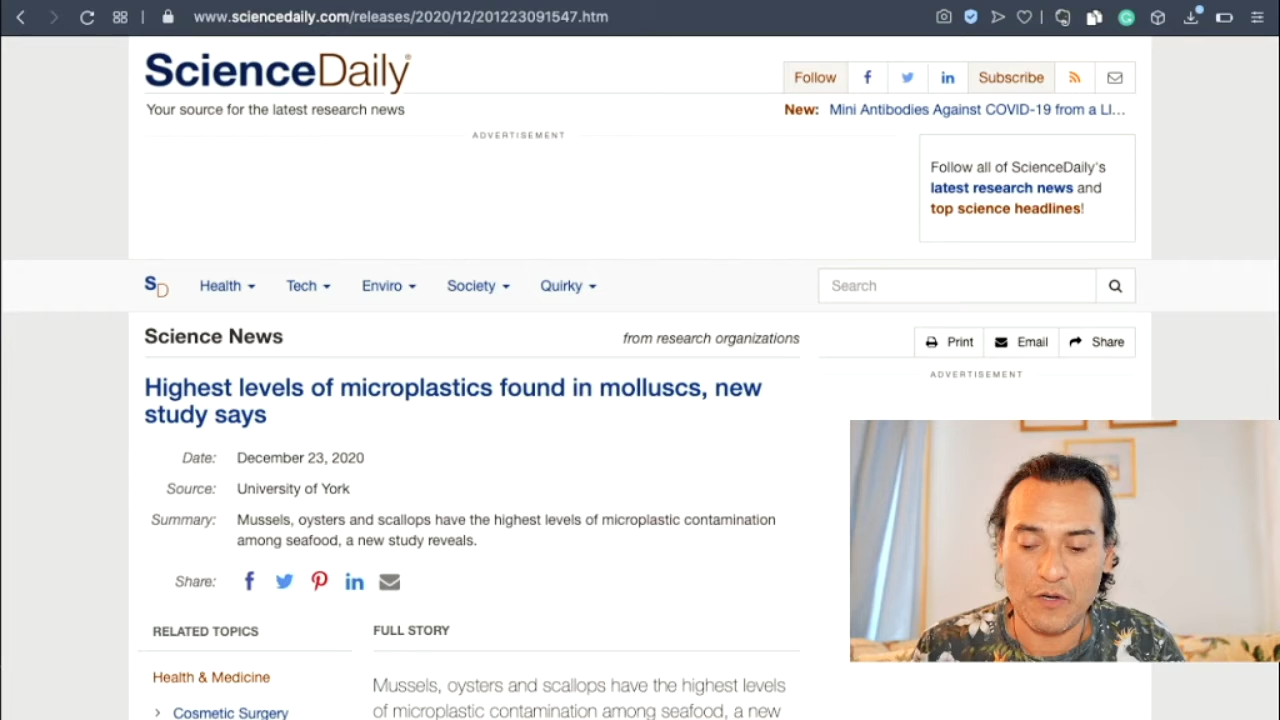 www.sciencedaily.com/releases/2020/12/201223091547.htm
ScienceDaily®
Your source for the latest research news
Follow
Subscribe
New: Mini Antibodies Against COVID-19 from a Ll...
ADVERTISEMENT
Follow all of ScienceDaily's
latest research news and
top science headlines!
SD Health Tech Enviro Society Quirky
Search
Science News
from research organizations
Print Email Share
ADVERTISEMENT
Highest levels of microplastics found in molluscs, new
study says
Date: December 23, 2020
Source: University of York
Summary: Mussels, oysters and scallops have the highest levels of microplastic contamination
among seafood, a new study reveals.
Share:
RELATED TOPICS
Health & Medicine
Cosmetic Surgery
FULL STORY
Mussels, oysters and scallops have the highest levels
of microplastic contamination among seafood, a new